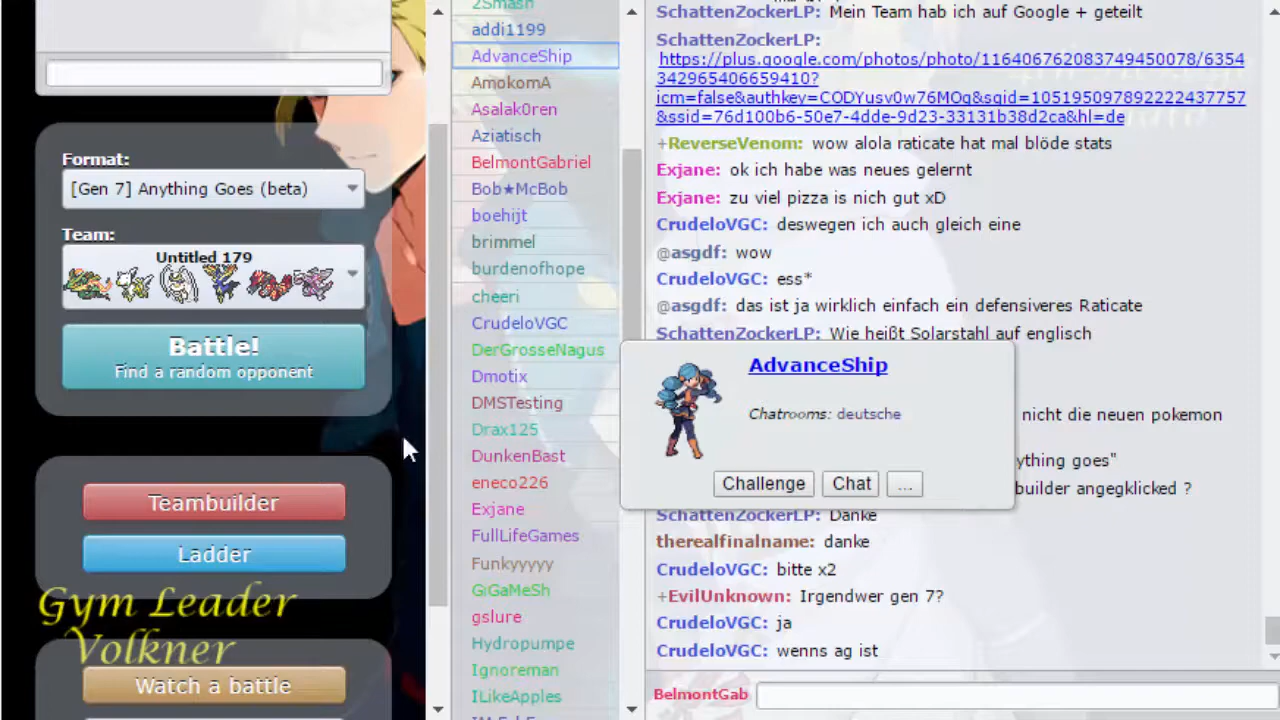 Format:
[Gen 7] Anything Goes (beta)
Team:
Untitled 179
Battle!
Find a random opponent
Teambuilder
Ladder
Gym Leader
Volkner
Watch a battle
2Smash
addi1199
AdvanceShip
AmokomA
Asalak0ren
Aziatisch
BelmontGabriel
Bob★McBob
boehijt
brimmel
burdenofhope
cheeri
CrudeloVGC
DerGrosseNagus
Dmotix
DMSTesting
Drax125
DunkenBast
eneco226
Exjane
FullLifeGames
Funkyyyyy
GiGaMeSh
gslure
Hydropumpe
Ignoreman
ILikeApples
SchattenZockerLP: Mein Team hab ich auf Google + geteilt
SchattenZockerLP:
https://plus.google.com/photos/photo/116406762083749450078/6354
342965406659410?
icm=false&authkey=CODYusv0w76MOg&sqid=105195097892222437757
&ssid=76d100b6-50e7-4dde-9d23-33131b38d2ca&hl=de
+ReverseVenom: wow alola raticate hat mal blöde stats
Exjane: ok ich habe was neues gelernt
Exjane: zu viel pizza is nich gut xD
CrudeloVGC: deswegen ich auch gleich eine
@asgdf: wow
CrudeloVGC: ess*
@asgdf: das ist ja wirklich einfach ein defensiveres Raticate
SchattenZockerLP: Wie heißt Solarstahl auf englisch
AdvanceShip
Chatrooms: deutsche
Challenge
Chat
...
nicht die neuen pokemon
ything goes"
builder angegklicked ?
SchattenZockerLP: Danke
therealfinalname: danke
CrudeloVGC: bitte x2
+EvilUnknown: Irgendwer gen 7?
CrudeloVGC: ja
CrudeloVGC: wenns ag ist
BelmontGab